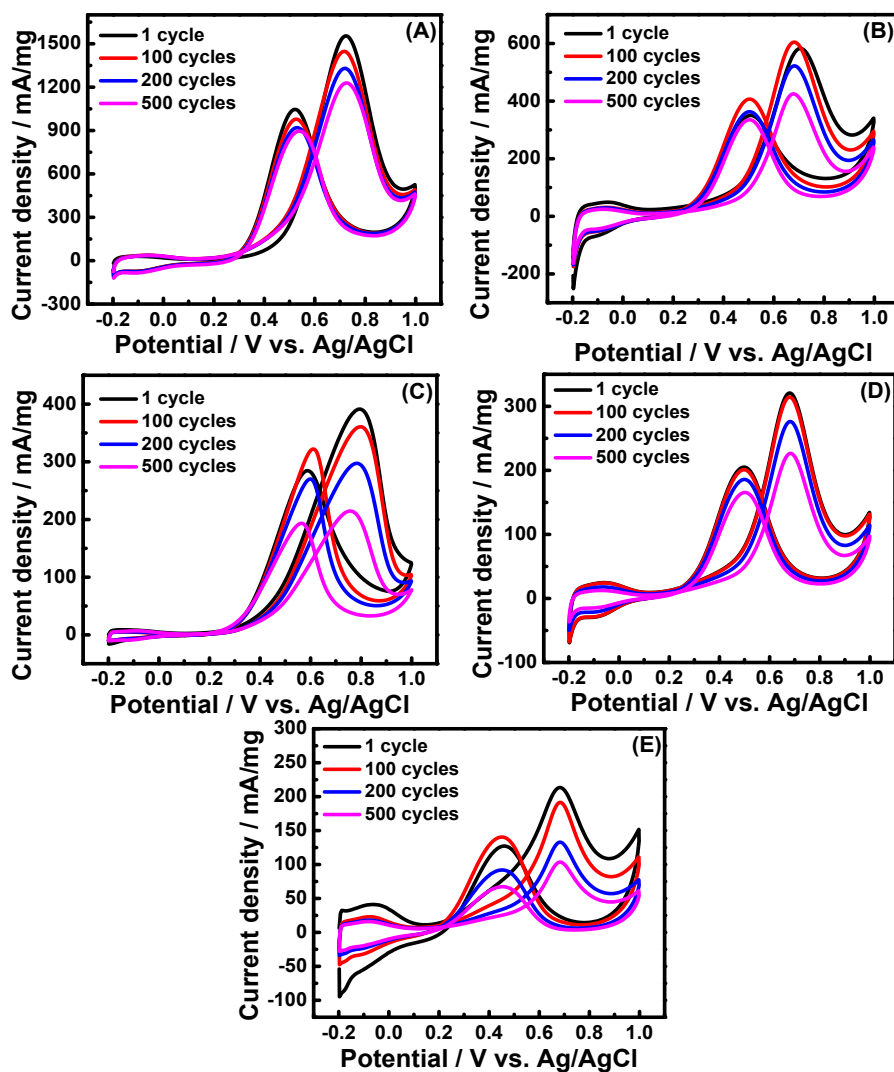 (A)
1 cycle
100 cycles
200 cycles
500 cycles
1500
1200
900
600
300
0
-300
-0.2 0.0 0.2 0.4 0.6 0.8 1.0
Current density / mA/mg
Potential / V vs. Ag/AgCl
(B)
1 cycle
100 cycles
200 cycles
500 cycles
600
400
200
0
-200
-0.2 0.0 0.2 0.4 0.6 0.8 1.0
Current density / mA/mg
Potential / V vs. Ag/AgCl
(C)
1 cycle
100 cycles
200 cycles
500 cycles
400
300
200
100
0
-0.2 0.0 0.2 0.4 0.6 0.8 1.0
Current density / mA/mg
Potential / V vs. Ag/AgCl
(D)
1 cycle
100 cycles
200 cycles
500 cycles
300
200
100
0
-100
-0.2 0.0 0.2 0.4 0.6 0.8 1.0
Current density / mA/mg
Potential / V vs. Ag/AgCl
(E)
1 cycle
100 cycles
200 cycles
500 cycles
300
250
200
150
100
50
0
-50
-100
-0.2 0.0 0.2 0.4 0.6 0.8 1.0
Current density / mA/mg
Potential / V vs. Ag/AgCl